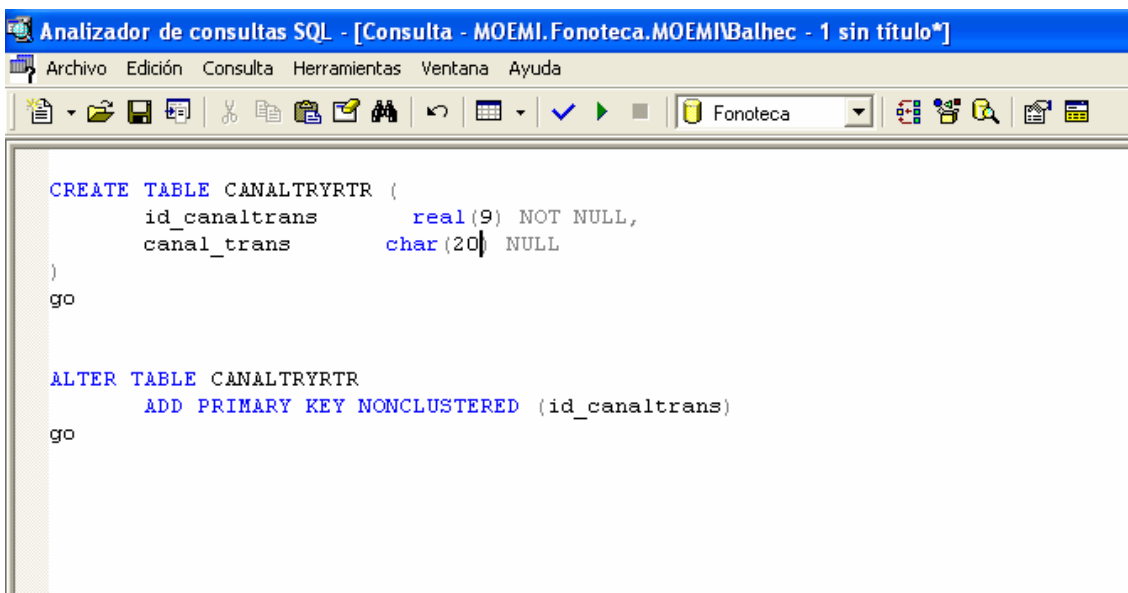 Analizador de consultas SQL - [Consulta - MOEMI.Fonoteca.MOEMI\Balhec - 1 sin título*]
Archivo Edición Consulta Herramientas Ventana Ayuda
Fonoteca
CREATE TABLE CANALTRYRTR (
id_canaltrans real(9) NOT NULL,
canal_trans char(20) NULL
)
go
ALTER TABLE CANALTRYRTR
ADD PRIMARY KEY NONCLUSTERED (id_canaltrans)
go